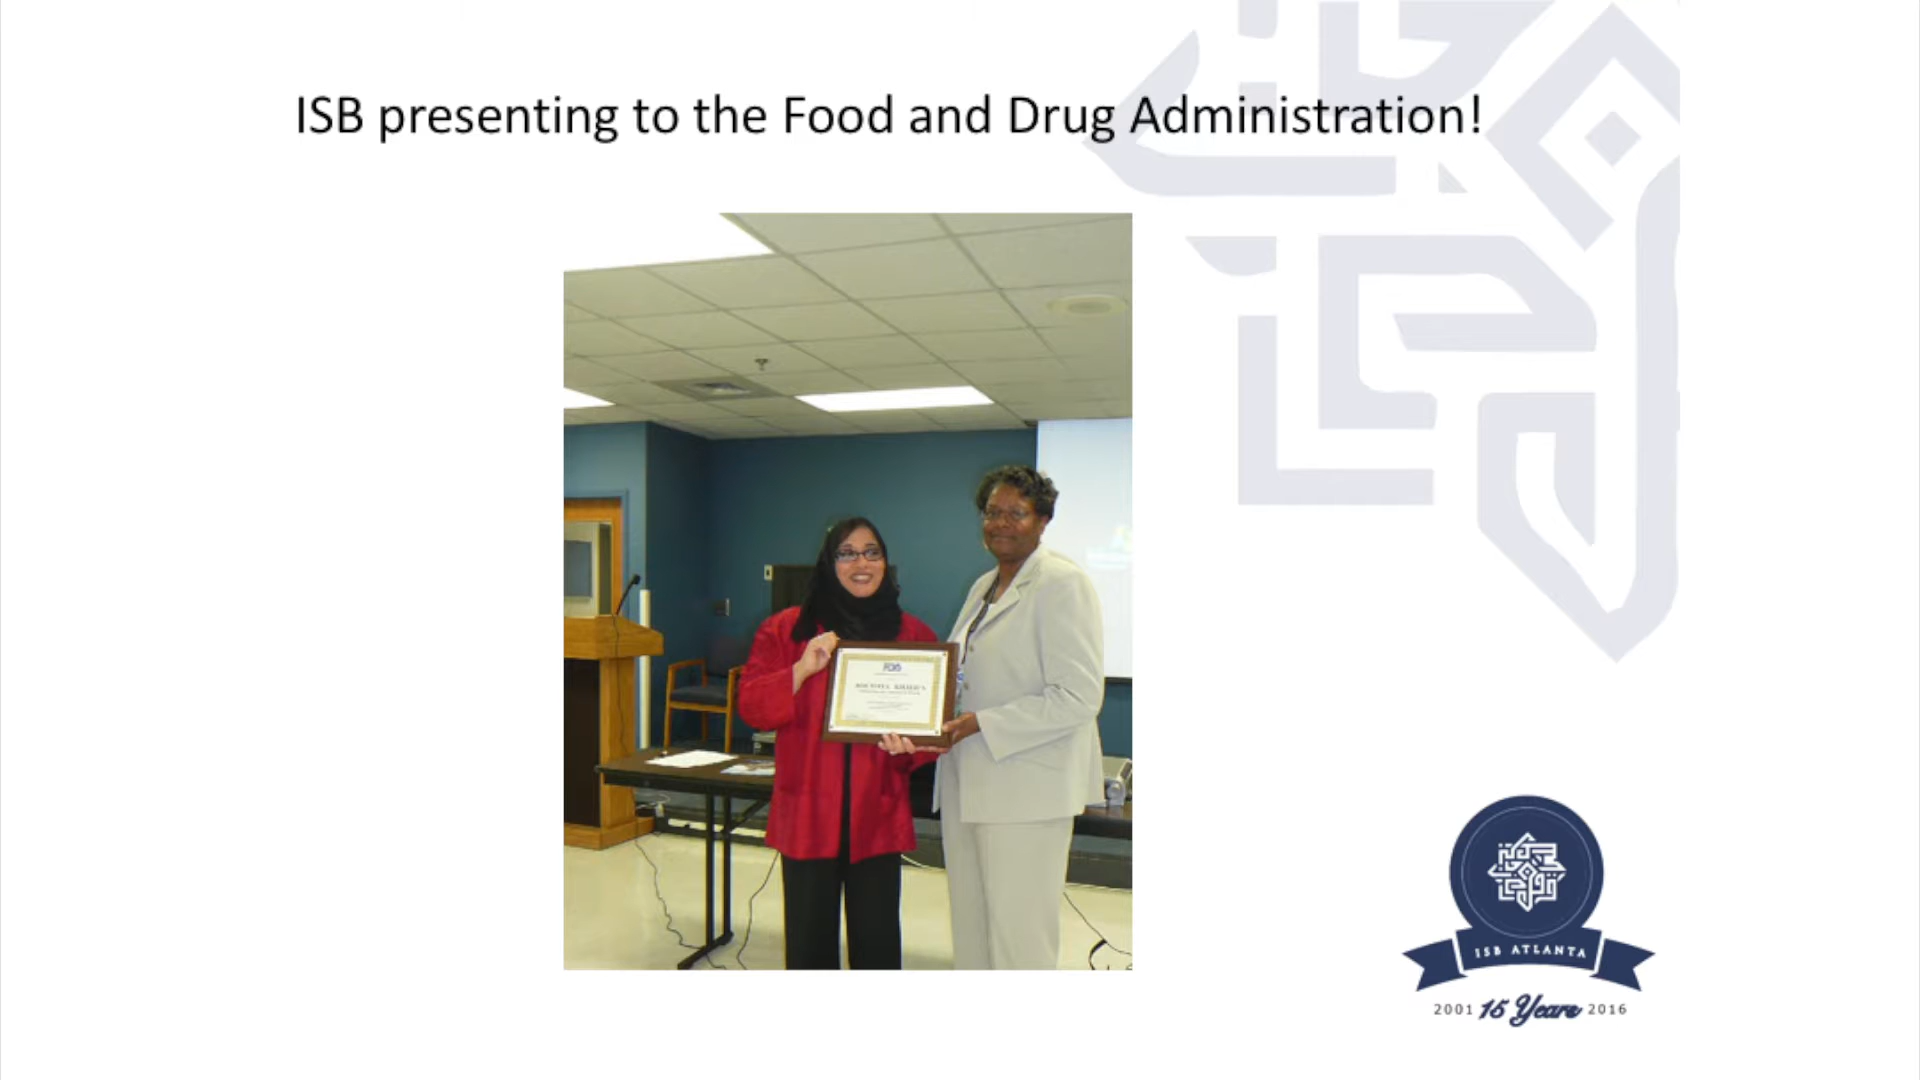 ISB presenting to the Food and Drug Administration!
FDA
ISB ATLANTA
2001 15 Years 2016